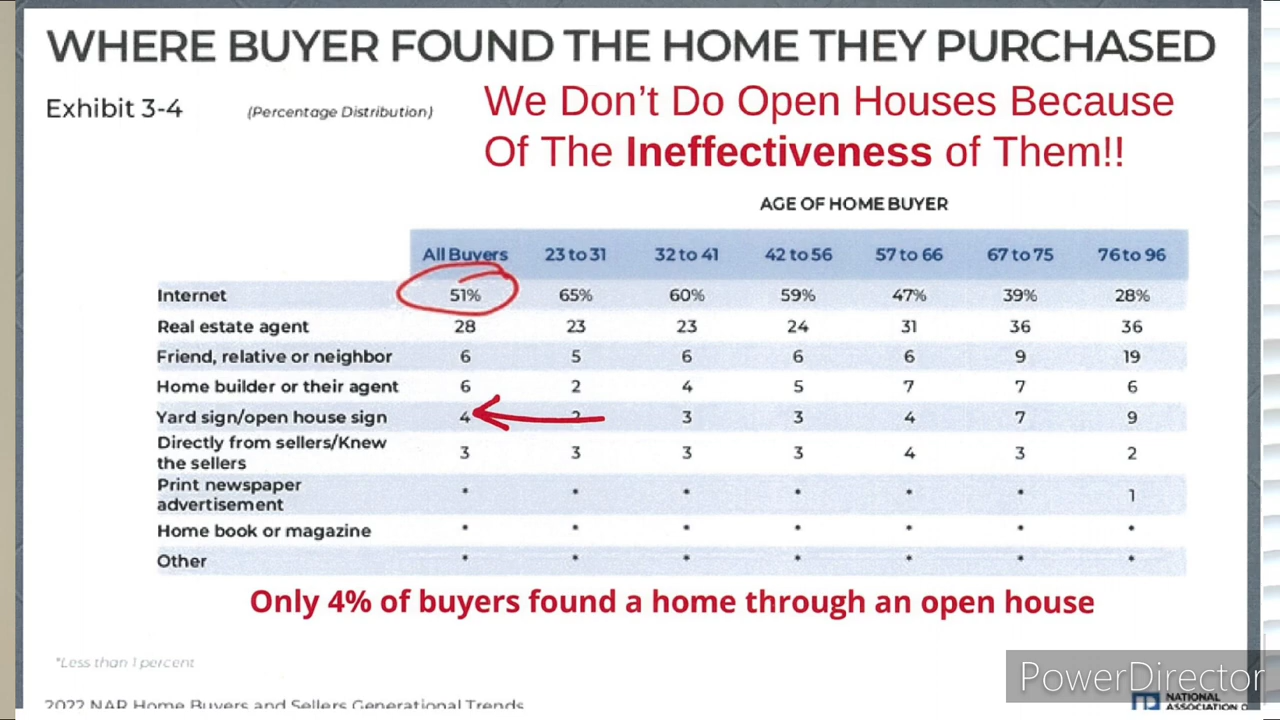 WHERE BUYER FOUND THE HOME THEY PURCHASED
Exhibit 3-4 (Percentage Distribution)
We Don't Do Open Houses Because
Of The Ineffectiveness of Them!!
AGE OF HOME BUYER
All Buyers 23 to 31 32 to 41 42 to 56 57 to 66 67 to 75 76 to 96
Internet 51% 65% 60% 59% 47% 39% 28%
Real estate agent 28 23 23 24 31 36 36
Friend, relative or neighbor 6 5 6 6 6 9 19
Home builder or their agent 6 2 4 5 7 7 6
Yard sign/open house sign 4 2 3 3 4 7 9
Directly from sellers/Knew
the sellers 3 3 3 3 4 3 2
Print newspaper
advertisement * * * * * * 1
Home book or magazine * * * * * * *
Other * * * * * * *
Only 4% of buyers found a home through an open house
*Less than 1 percent
2022 NAR Home Buyers and Sellers Generational Trends
PowerDirector
NATIONAL
ASSOCIATION O